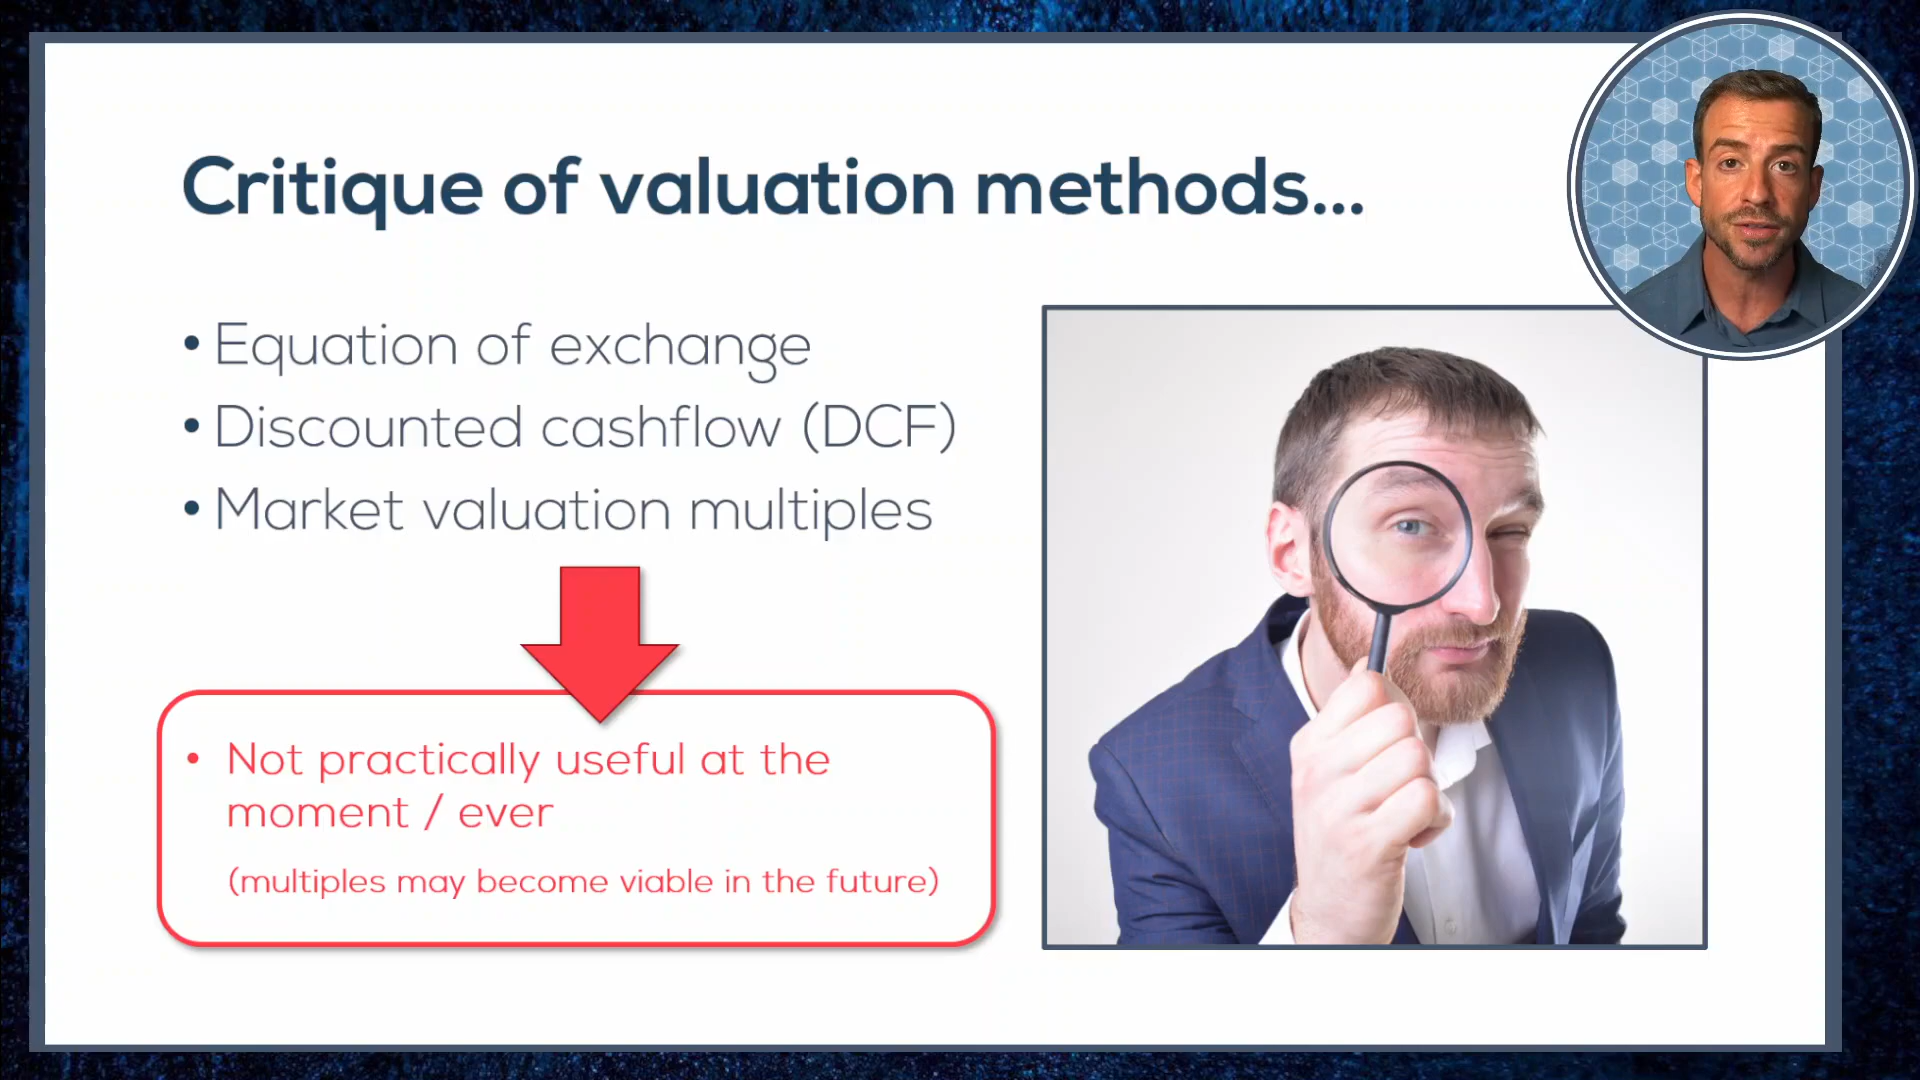 Critique of valuation methods...
• Equation of exchange
• Discounted cashflow (DCF)
• Market valuation multiples
• Not practically useful at the
moment / ever
(multiples may become viable in the future)